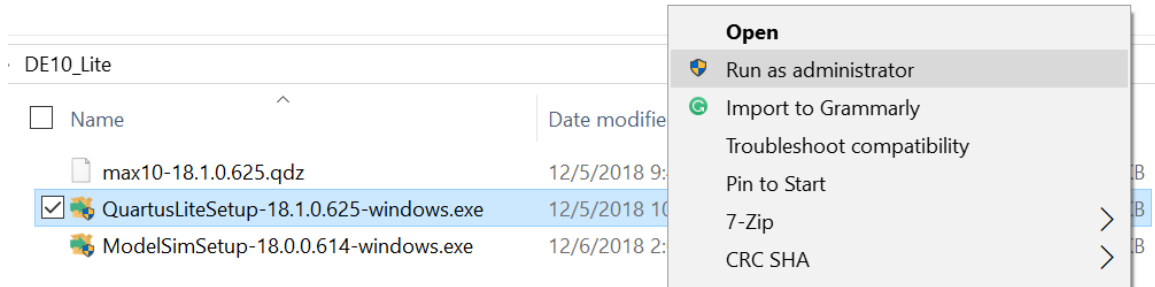 DE10_Lite
Name
Date modifie
max10-18.1.0.625.qdz
12/5/2018 9:
QuartusLiteSetup-18.1.0.625-windows.exe
12/5/2018 10
ModelSimSetup-18.0.0.614-windows.exe
12/6/2018 2:
Open
Run as administrator
Import to Grammarly
Troubleshoot compatibility
Pin to Start
7-Zip
CRC SHA
B
B
B